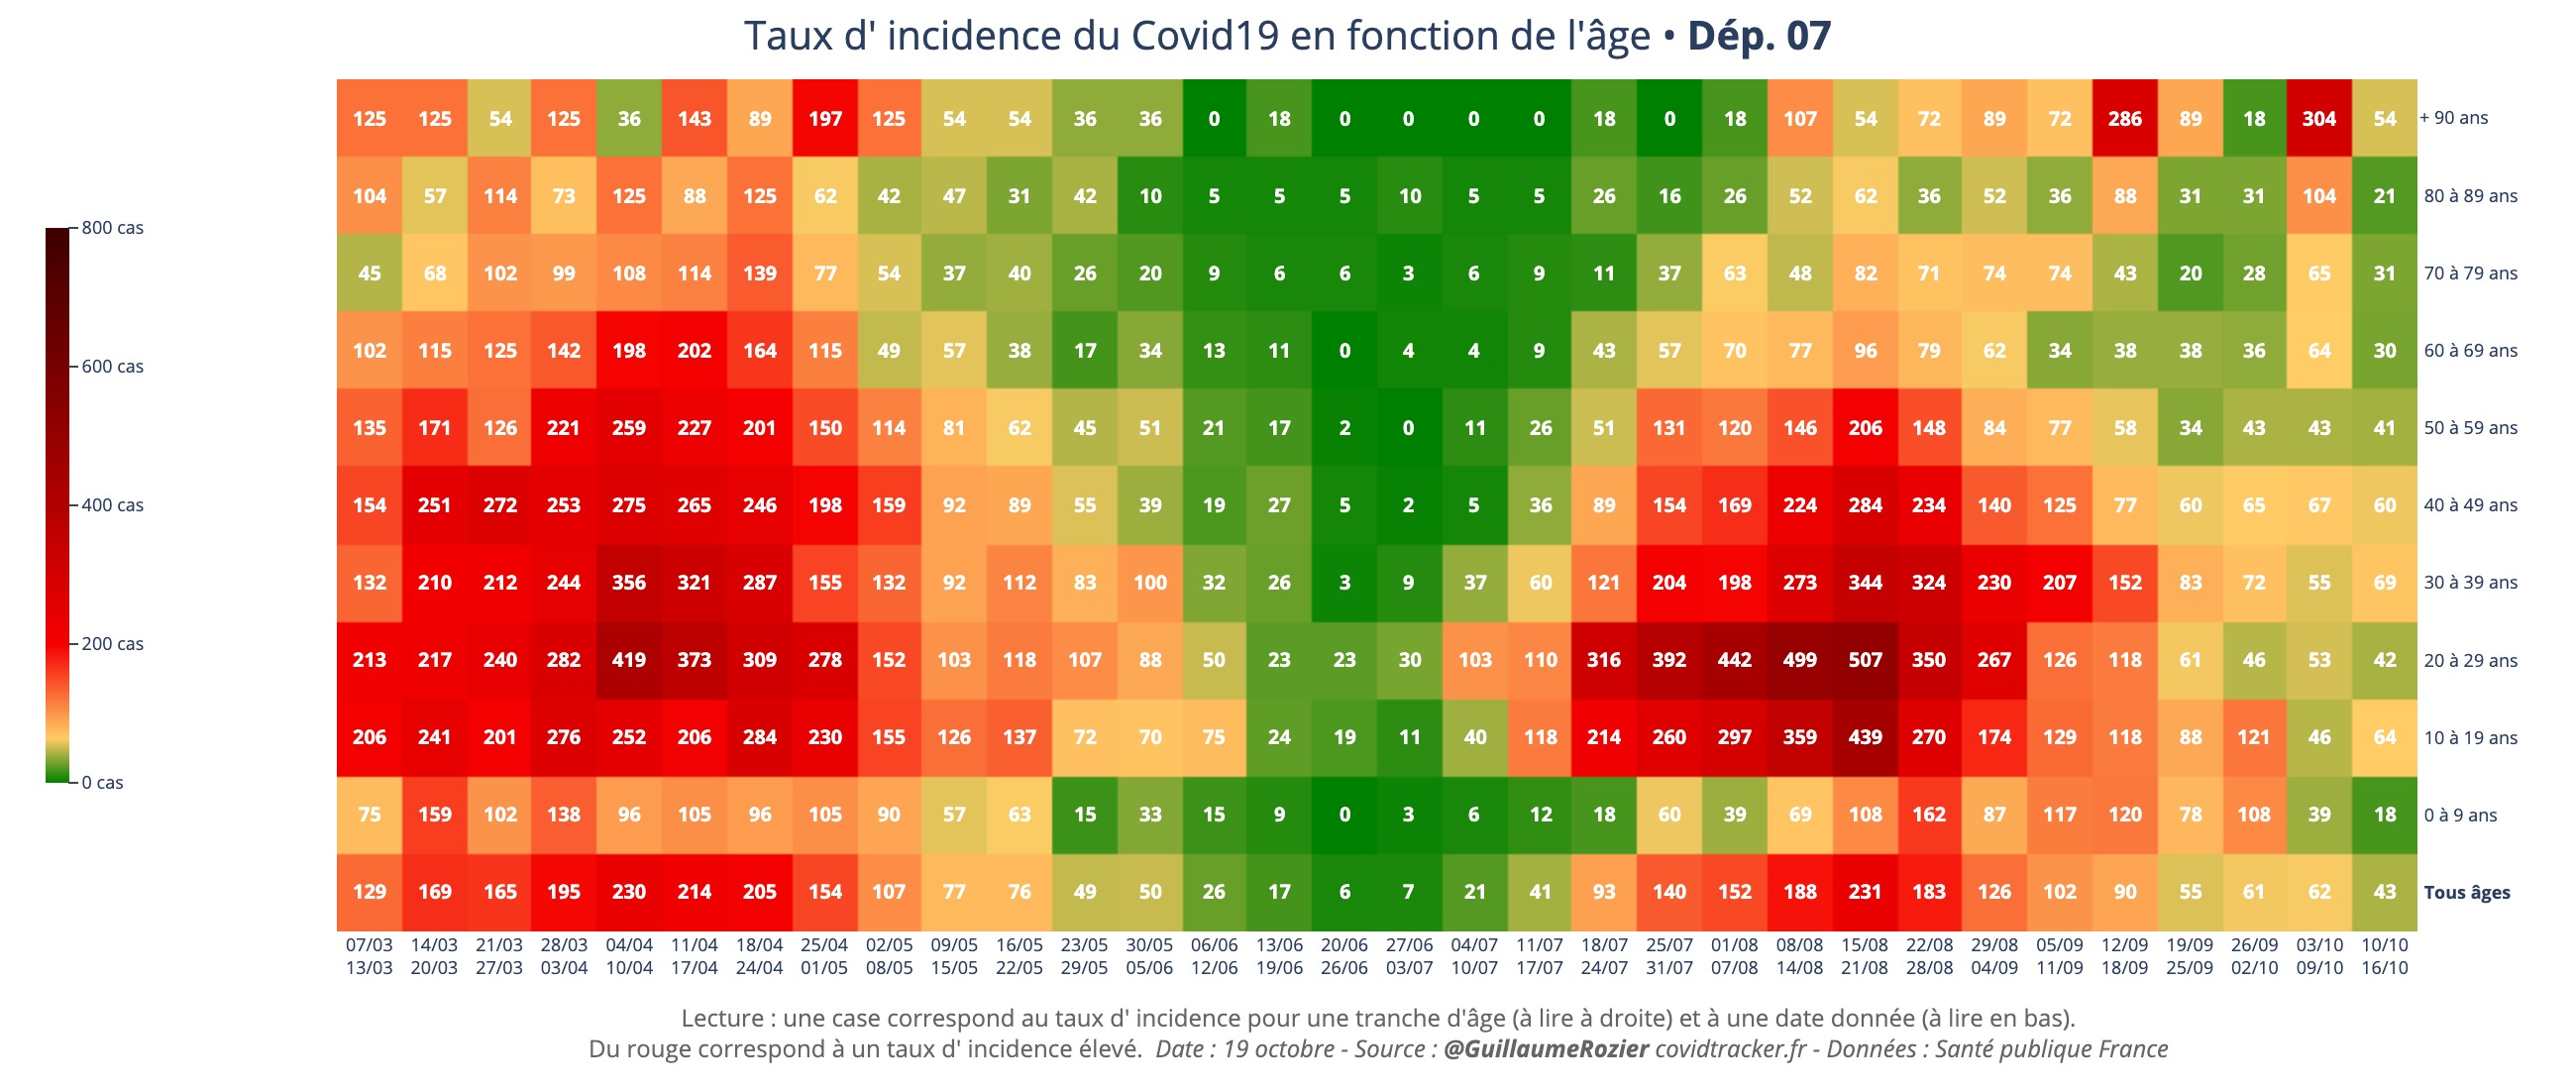 Taux d' incidence du Covid19 en fonction de l'âge • Dép. 07
125 125 54 125 36 143 89 197 125 54 54 36 36 0 18 0 0 0 0 18 0 18 107 54 72 89 72 286 89 18 304 54 + 90 ans
104 57 114 73 125 88 125 62 42 47 31 42 10 5 5 5 10 5 5 26 16 26 52 62 36 52 36 88 31 31 104 21 80 à 89 ans
800 cas
45 68 102 99 108 114 139 77 54 37 40 26 20 9 6 6 3 6 9 11 37 63 48 82 71 74 74 43 20 28 65 31 70 à 79 ans
102 115 125 142 198 202 164 115 49 57 38 17 34 13 11 0 4 4 9 43 57 70 77 96 79 62 34 38 38 36 64 30 60 à 69 ans
600 cas
135 171 126 221 259 227 201 150 114 81 62 45 51 21 17 2 0 11 26 51 131 120 146 206 148 84 77 58 34 43 43 41 50 à 59 ans
400 cas
154 251 272 253 275 265 246 198 159 92 89 55 39 19 27 5 2 5 36 89 154 169 224 284 234 140 125 77 60 65 67 60 40 à 49 ans
132 210 212 244 356 321 287 155 132 92 112 83 100 32 26 3 9 37 60 121 204 198 273 344 324 230 207 152 83 72 55 69 30 à 39 ans
200 cas
213 217 240 282 419 373 309 278 152 103 118 107 88 50 23 23 30 103 110 316 392 442 499 507 350 267 126 118 61 46 53 42 20 à 29 ans
206 241 201 276 252 206 284 230 155 126 137 72 70 75 24 19 11 40 118 214 260 297 359 439 270 174 129 118 88 121 46 64 10 à 19 ans
0 cas
75 159 102 138 96 105 96 105 90 57 63 15 33 15 9 0 3 6 12 18 60 39 69 108 162 87 117 120 78 108 39 18 0 à 9 ans
129 169 165 195 230 214 205 154 107 77 76 49 50 26 17 6 7 21 41 93 140 152 188 231 183 126 102 90 55 61 62 43 Tous âges
07/03 14/03 21/03 28/03 04/04 11/04 18/04 25/04 02/05 09/05 16/05 23/05 30/05 06/06 13/06 20/06 27/06 04/07 11/07 18/07 25/07 01/08 08/08 15/08 22/08 29/08 05/09 12/09 19/09 26/09 03/10 10/10
13/03 20/03 27/03 03/04 10/04 17/04 24/04 01/05 08/05 15/05 22/05 29/05 05/06 12/06 19/06 26/06 03/07 10/07 17/07 24/07 31/07 07/08 14/08 21/08 28/08 04/09 11/09 18/09 25/09 02/10 09/10 16/10
Lecture : une case correspond au taux d' incidence pour une tranche d'âge (à lire à droite) et à une date donnée (à lire en bas).
Du rouge correspond à un taux d' incidence élevé. Date : 19 octobre - Source : @GuillaumeRozier covidtracker.fr - Données : Santé publique France